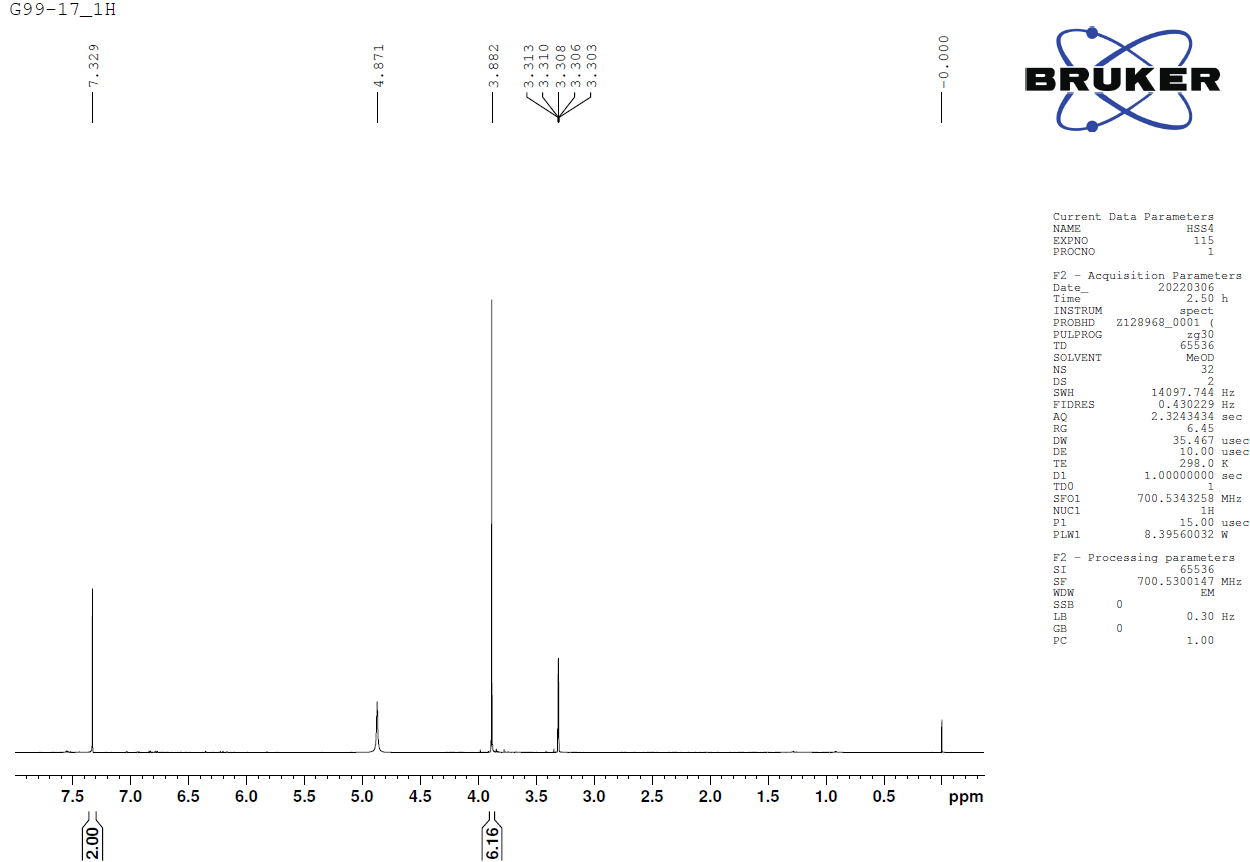 G99-17_1H
7.329
4.871
3.882
3.313
3.310
3.308
3.306
3.303
-0.000
BRUKER
Current Data Parameters
NAME HSS4
EXPNO 115
PROCNO 1
F2 - Acquisition Parameters
Date_ 20220306
Time 2.50 h
INSTRUM spect
PROBHD Z128968_0001 (
PULPROG zg30
TD 65536
SOLVENT MeOD
NS 32
DS 2
SWH 14097.744 Hz
FIDRES 0.430229 Hz
AQ 2.3243434 sec
RG 6.45
DW 35.467 usec
DE 10.00 usec
TE 298.0 K
D1 1.00000000 sec
TD0 1
SFO1 700.5343258 MHz
NUC1 1H
P1 15.00 usec
PLW1 8.39560032 W
F2 - Processing parameters
SI 65536
SF 700.5300147 MHz
WDW EM
SSB 0
LB 0.30 Hz
GB 0
PC 1.00
7.5 7.0 6.5 6.0 5.5 5.0 4.5 4.0 3.5 3.0 2.5 2.0 1.5 1.0 0.5 ppm
2.00
6.16